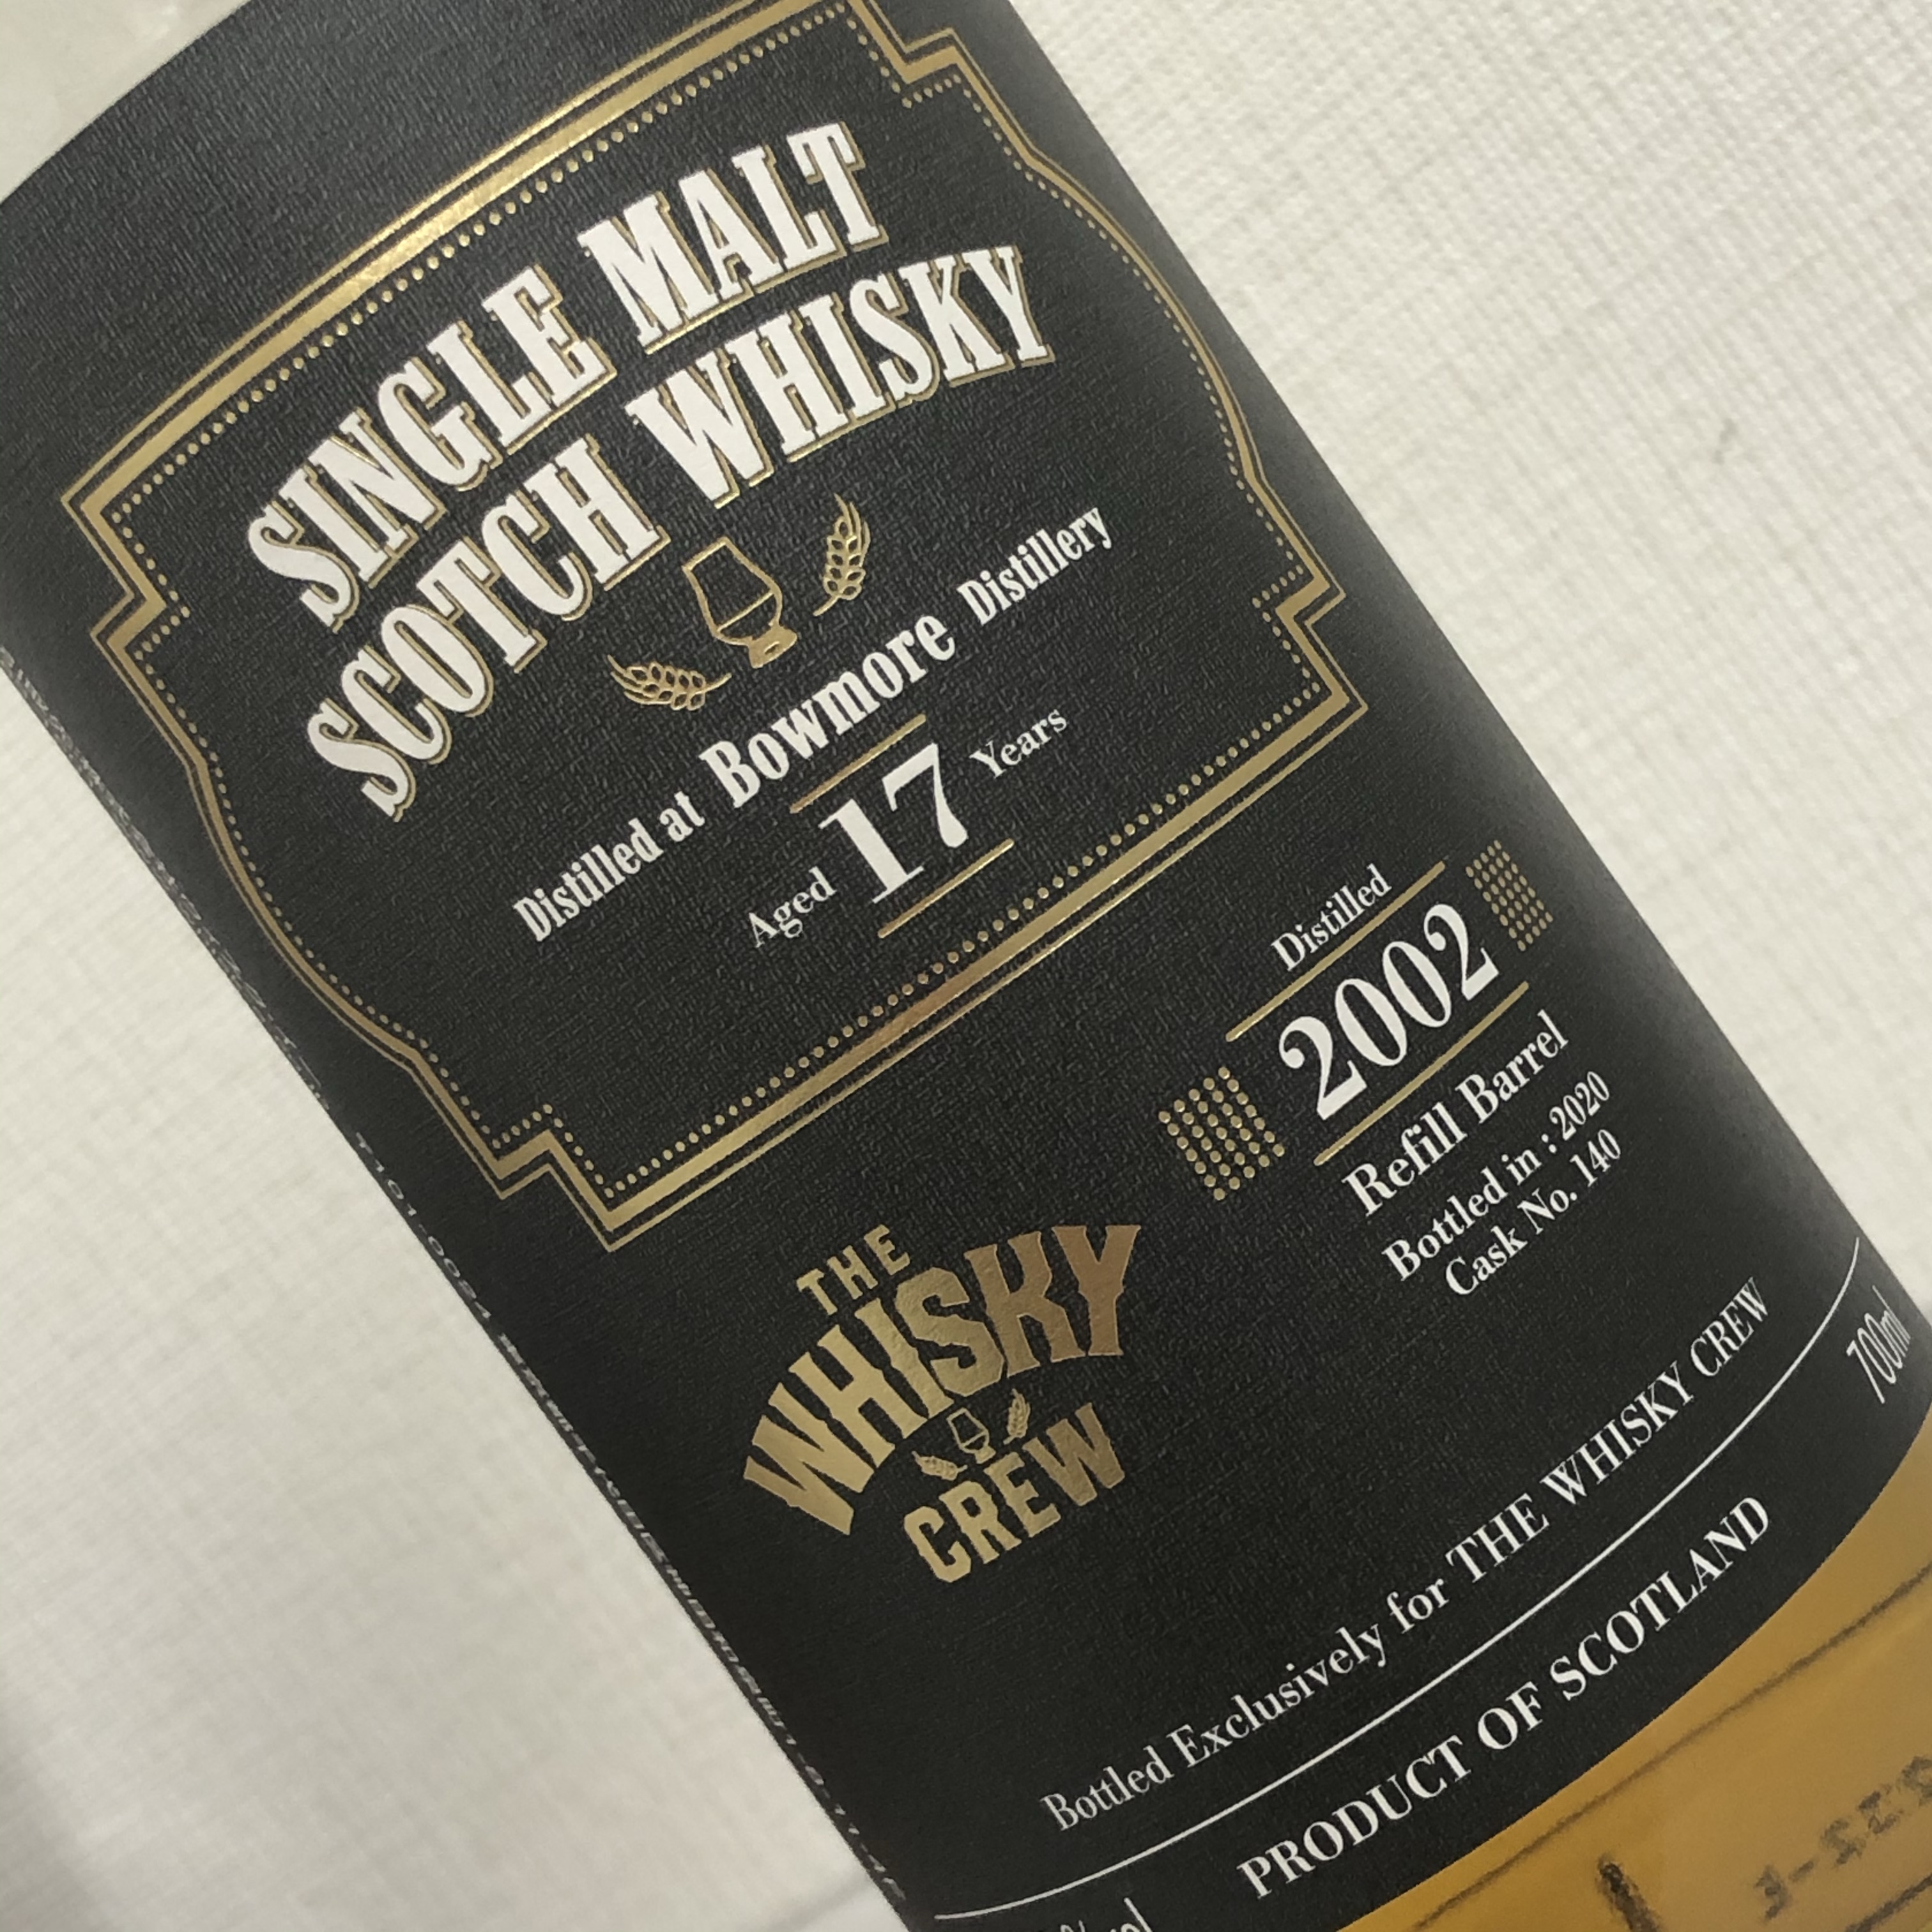 SINGLE MALT
SCOTCH WHISKY
Distilled at Bowmore Distillery
Aged 17 Years
Distilled
2002
Refill Barrel
Bottled in : 2020
Cask No. 140
THE
WHISKY
CREW
Bottled Exclusively for THE WHISKY CREW
700ml
PRODUCT OF SCOTLAND